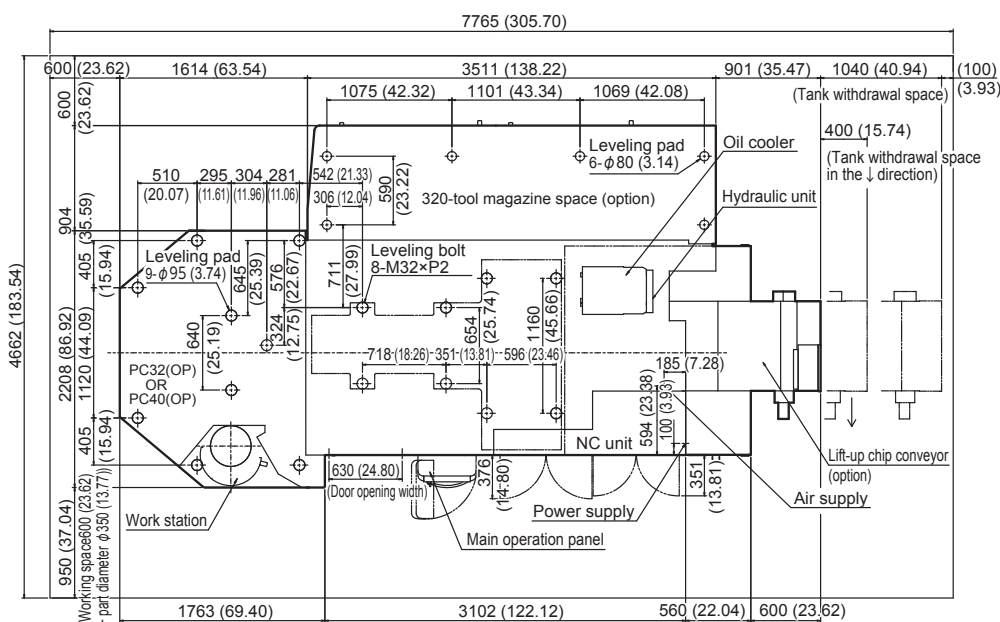 7765 (305.70)
600 (23.62)
1614 (63.54)
3511 (138.22)
901 (35.47)
1040 (40.94)
(100)
(3.93)
(Tank withdrawal space)
1075 (42.32)
1101 (43.34)
1069 (42.08)
400 (15.74)
(Tank withdrawal space
in the ↓ direction)
600
(23.62)
Leveling pad
6-φ80 (3.14)
Oil cooler
510
(20.07)
295
(11.61)
304
(11.96)
281
(11.06)
542 (21.33)
306 (12.04)
590
(23.22)
320-tool magazine space (option)
Hydraulic unit
904
(35.59)
4662 (183.54)
2208 (86.92)
405
(15.94)
Leveling pad
9-φ95 (3.74)
645
(25.39)
576
(22.67)
711
(27.99)
Leveling bolt
8-M32×P2
654
(25.74)
1160
(45.66)
640
(25.19)
324
(12.75)
1120 (44.09)
718 (18.26)
351 (13.81)
596 (23.46)
185 (7.28)
PC32(OP)
OR
PC40(OP)
594 (23.38)
100 (3.93)
405
(15.94)
NC unit
630 (24.80)
(Door opening width)
376
(14.80)
351
(13.81)
Lift-up chip conveyor
(option)
Air supply
Power supply
Work station
Main operation panel
950 (37.04)
Working space600 (23.62)
part diameter φ350 (13.77))
1763 (69.40)
3102 (122.12)
560 (22.04)
600 (23.62)